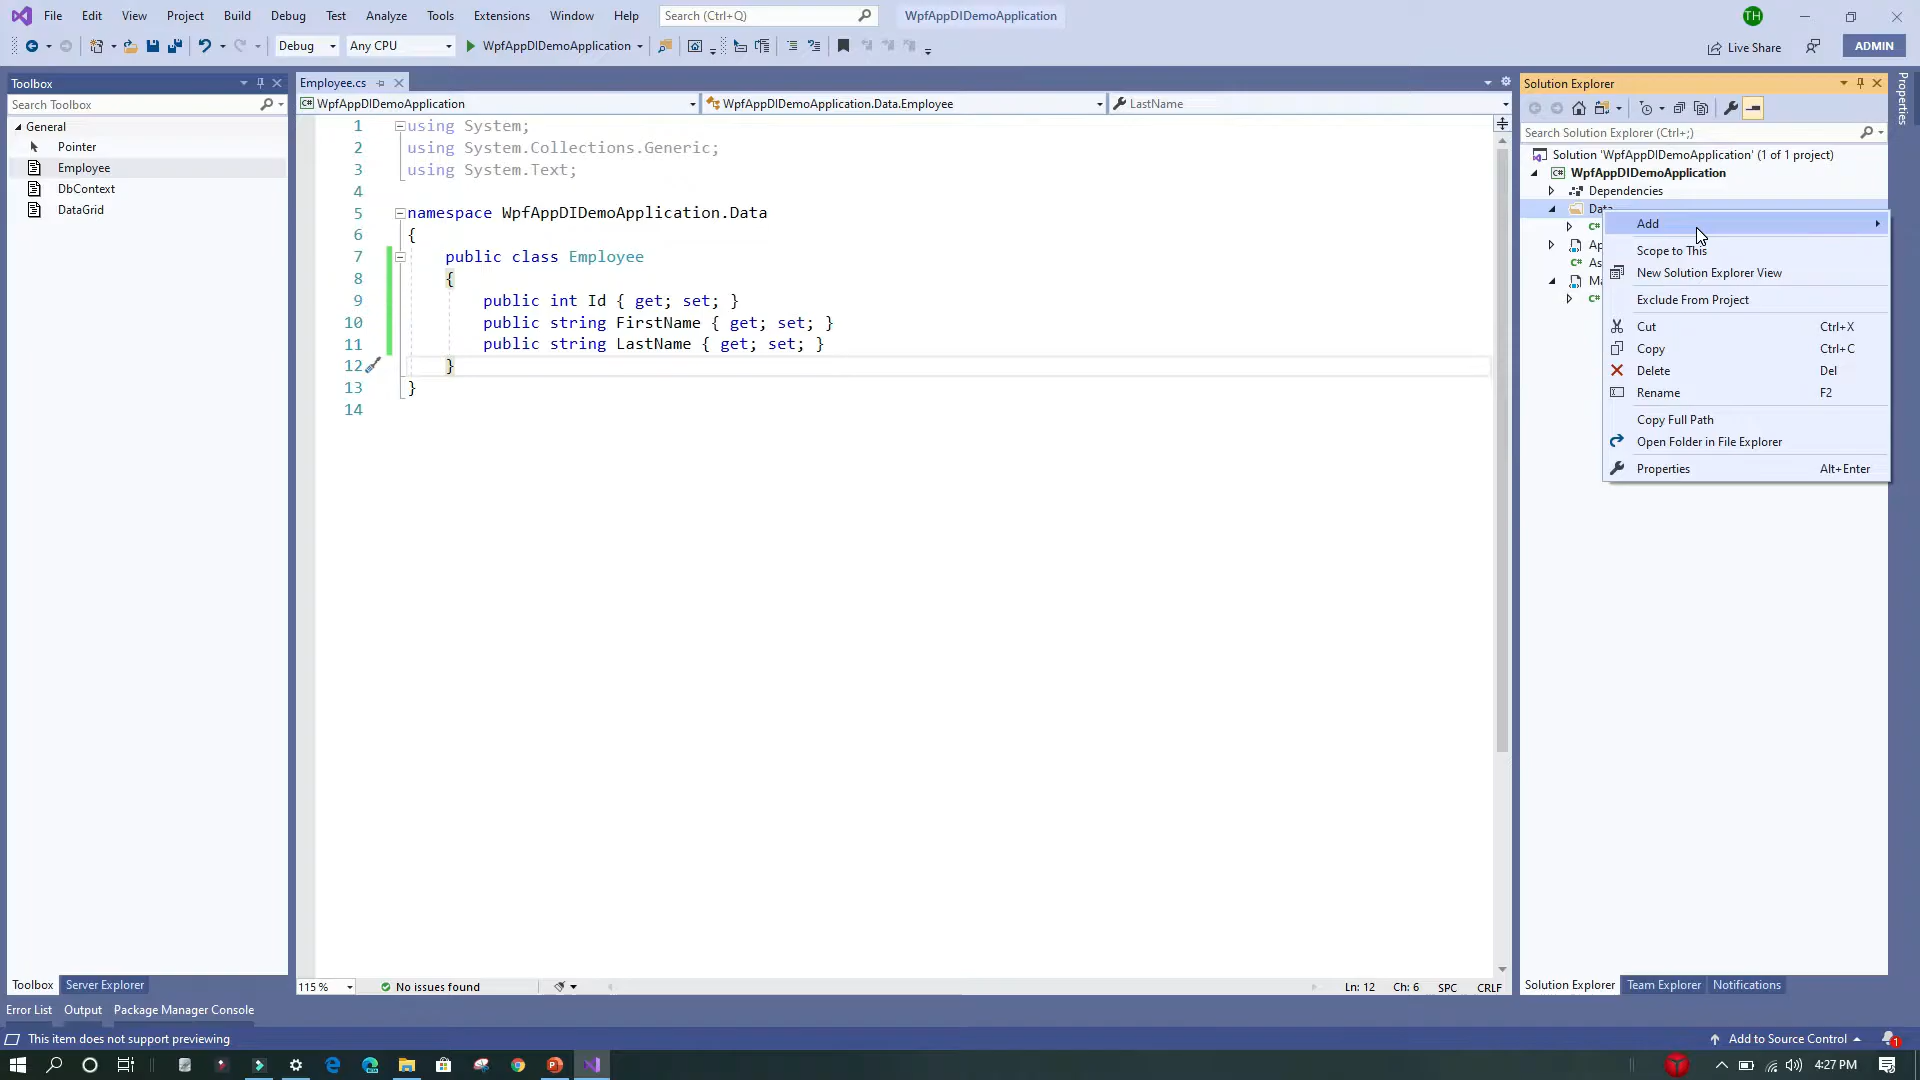 File Edit View Project Build Debug Test Analyze Tools Extensions Window Help Search (Ctrl+Q) WpfAppDIDemoApplication TH
Debug Any CPU WpfAppDIDemoApplication Live Share ADMIN
Toolbox
Search Toolbox
General
Pointer
Employee
DbContext
DataGrid
Employee.cs
WpfAppDIDemoApplication WpfAppDIDemoApplication.Data.Employee LastName
1 using System;
2 using System.Collections.Generic;
3 using System.Text;
4
5 namespace WpfAppDIDemoApplication.Data
6 {
7 public class Employee
8 {
9 public int Id { get; set; }
10 public string FirstName { get; set; }
11 public string LastName { get; set; }
12 }
13 }
14
115 % No issues found Ln: 12 Ch: 6 SPC CRLF
Solution Explorer
Search Solution Explorer (Ctrl+;)
Solution 'WpfAppDIDemoApplication' (1 of 1 project)
C# WpfAppDIDemoApplication
Dependencies
Data
C#
Ap
C# As
Ma
C#
Add
Scope to This
New Solution Explorer View
Exclude From Project
Cut Ctrl+X
Copy Ctrl+C
Delete Del
Rename F2
Copy Full Path
Open Folder in File Explorer
Properties Alt+Enter
Properties
Toolbox Server Explorer
Solution Explorer Team Explorer Notifications
Error List Output Package Manager Console
This item does not support previewing Add to Source Control 1
4:27 PM